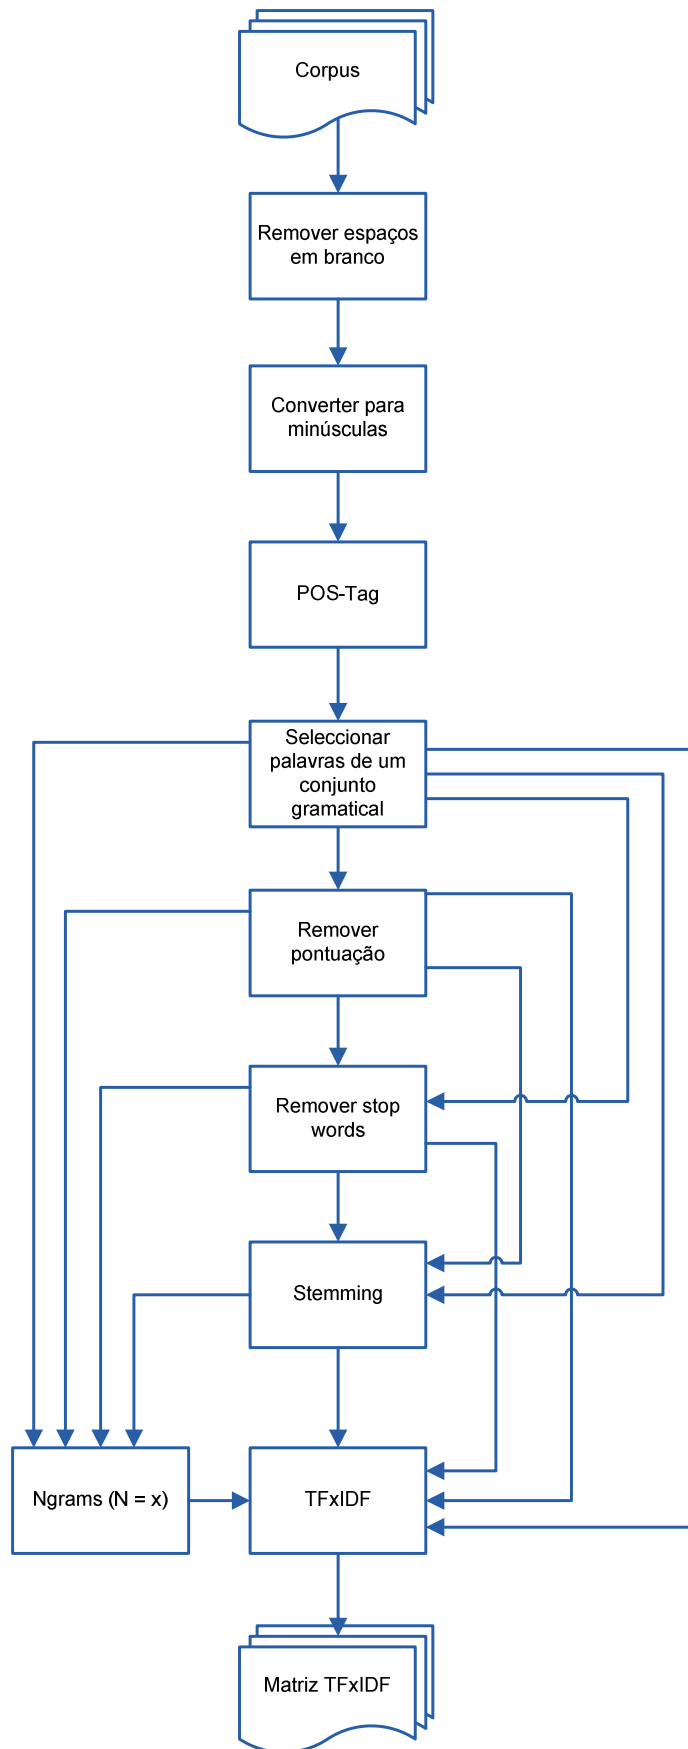 Corpus
Remover espaços
em branco
Converter para
minúsculas
POS-Tag
Seleccionar
palavras de um
conjunto
gramatical
Remover
pontuação
Remover stop
words
Stemming
Ngrams (N = x)
TFxIDF
Matriz TFxIDF